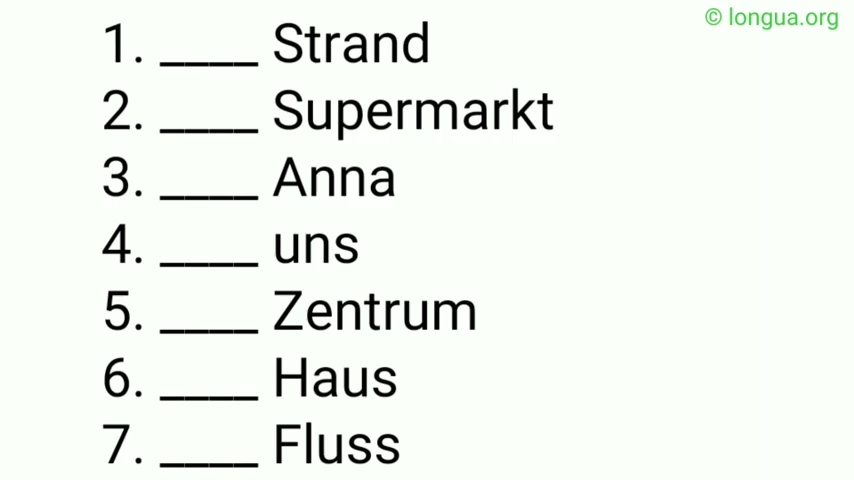 © longua.org
1. ____ Strand
2. ____ Supermarkt
3. ____ Anna
4. ____ uns
5. ____ Zentrum
6. ____ Haus
7. ____ Fluss